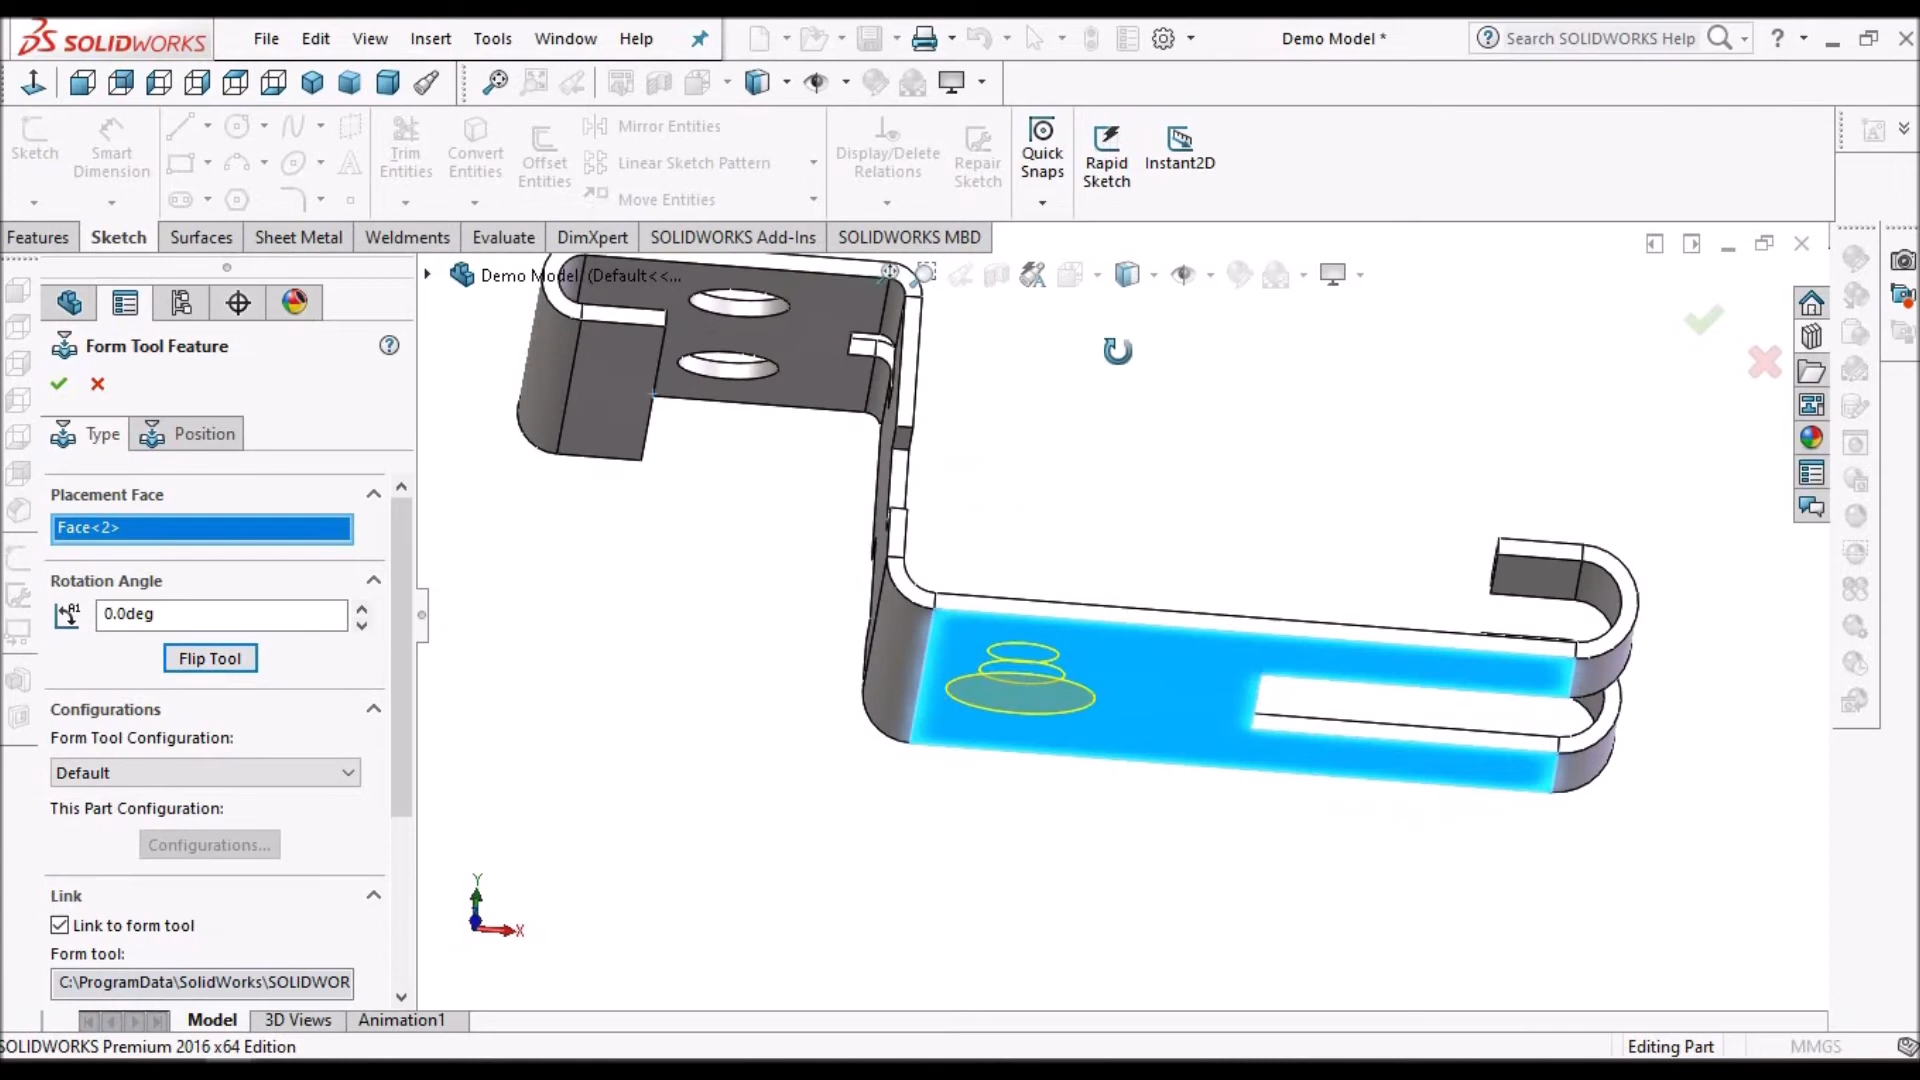 SOLIDWORKS File Edit View Insert Tools Window Help Demo Model * Search SOLIDWORKS Help ?
Sketch Smart Dimension Trim Entities Convert Entities Offset Entities Mirror Entities Linear Sketch Pattern Move Entities Display/Delete Relations Repair Sketch Quick Snaps Rapid Sketch Instant2D
Features Sketch Surfaces Sheet Metal Weldments Evaluate DimXpert SOLIDWORKS Add-Ins SOLIDWORKS MBD
Demo Model (Default<<...
Form Tool Feature
Type Position
Placement Face
Face<2>
Rotation Angle
0.0deg
Flip Tool
Configurations
Form Tool Configuration:
Default
This Part Configuration:
Configurations...
Link
Link to form tool
Form tool:
C:\ProgramData\SolidWorks\SOLIDWOR
Y
X
Model 3D Views Animation1
SOLIDWORKS Premium 2016 x64 Edition Editing Part MMGS